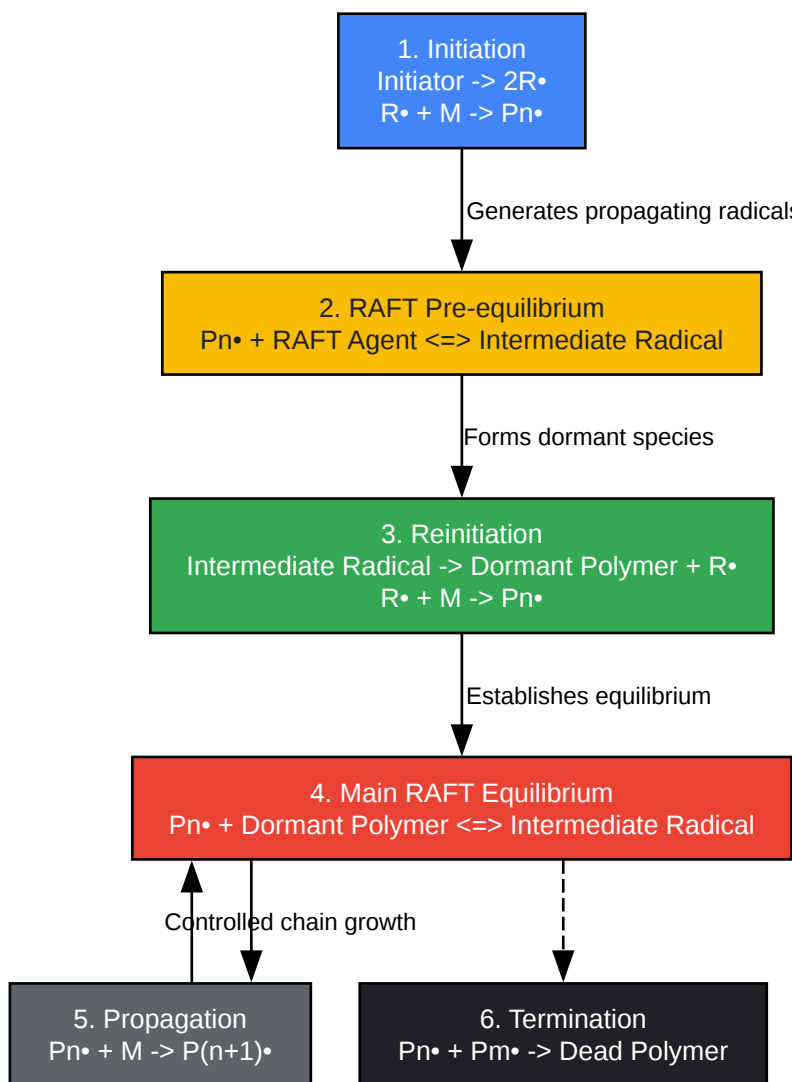 1. Initiation
Initiator -> 2R•
R• + M -> Pn•
Generates propagating radicals
2. RAFT Pre-equilibrium
Pn• + RAFT Agent <=> Intermediate Radical
Forms dormant species
3. Reinitiation
Intermediate Radical -> Dormant Polymer + R•
R• + M -> Pn•
Establishes equilibrium
4. Main RAFT Equilibrium
Pn• + Dormant Polymer <=> Intermediate Radical
Controlled chain growth
5. Propagation
Pn• + M -> P(n+1)•
6. Termination
Pn• + Pm• -> Dead Polymer